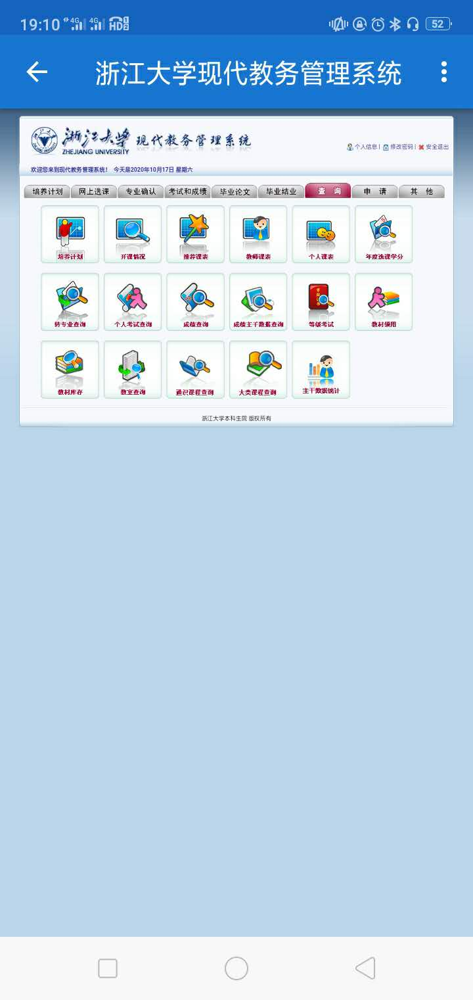 19:10 4G 4G HD 1 2 52
浙江大学现代教务管理系统
浙江大学 现代教务管理系统
ZHEJIANG UNIVERSITY
个人信息 | 修改密码 | 安全退出
欢迎您来到现代教务管理系统！ 今天是2020年10月17日 星期六
培养计划 网上选课 专业确认 考试和成绩 毕业论文 毕业结业 查 询 申 请 其 他
培养计划 开课情况 推荐课表 教师课表 个人课表 年度选课学分
转专业查询 个人考试查询 成绩查询 成绩主干数据查询 等级考试 教材领用
教材库存 教室查询 通识课程查询 大类课程查询 主干数据统计
浙江大学本科生院 版权所有